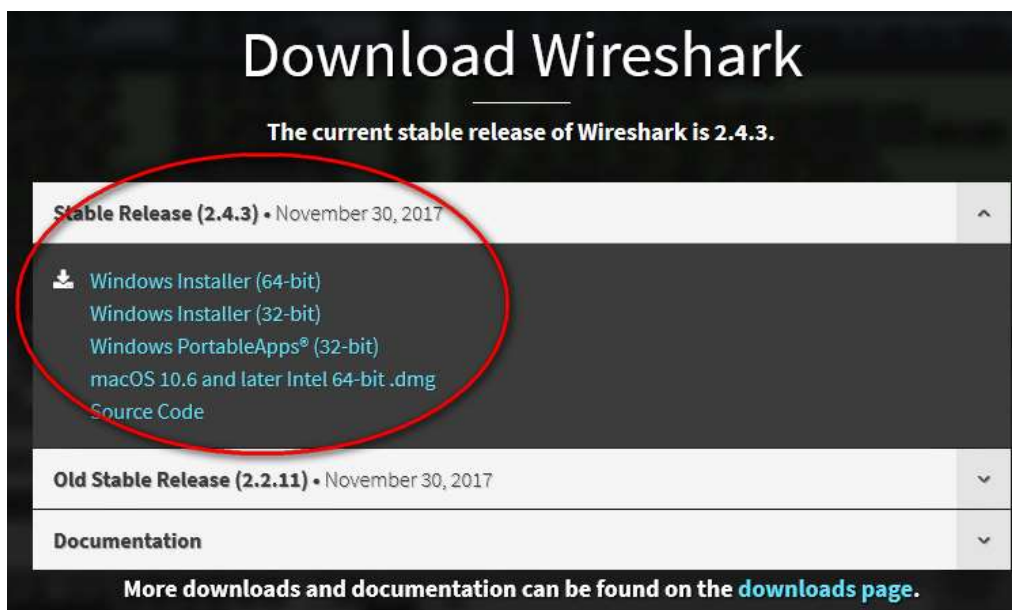 Download Wireshark
The current stable release of Wireshark is 2.4.3.
Stable Release (2.4.3) • November 30, 2017
Windows Installer (64-bit)
Windows Installer (32-bit)
Windows PortableApps® (32-bit)
macOS 10.6 and later Intel 64-bit .dmg
Source Code
Old Stable Release (2.2.11) • November 30, 2017
Documentation
More downloads and documentation can be found on the downloads page.